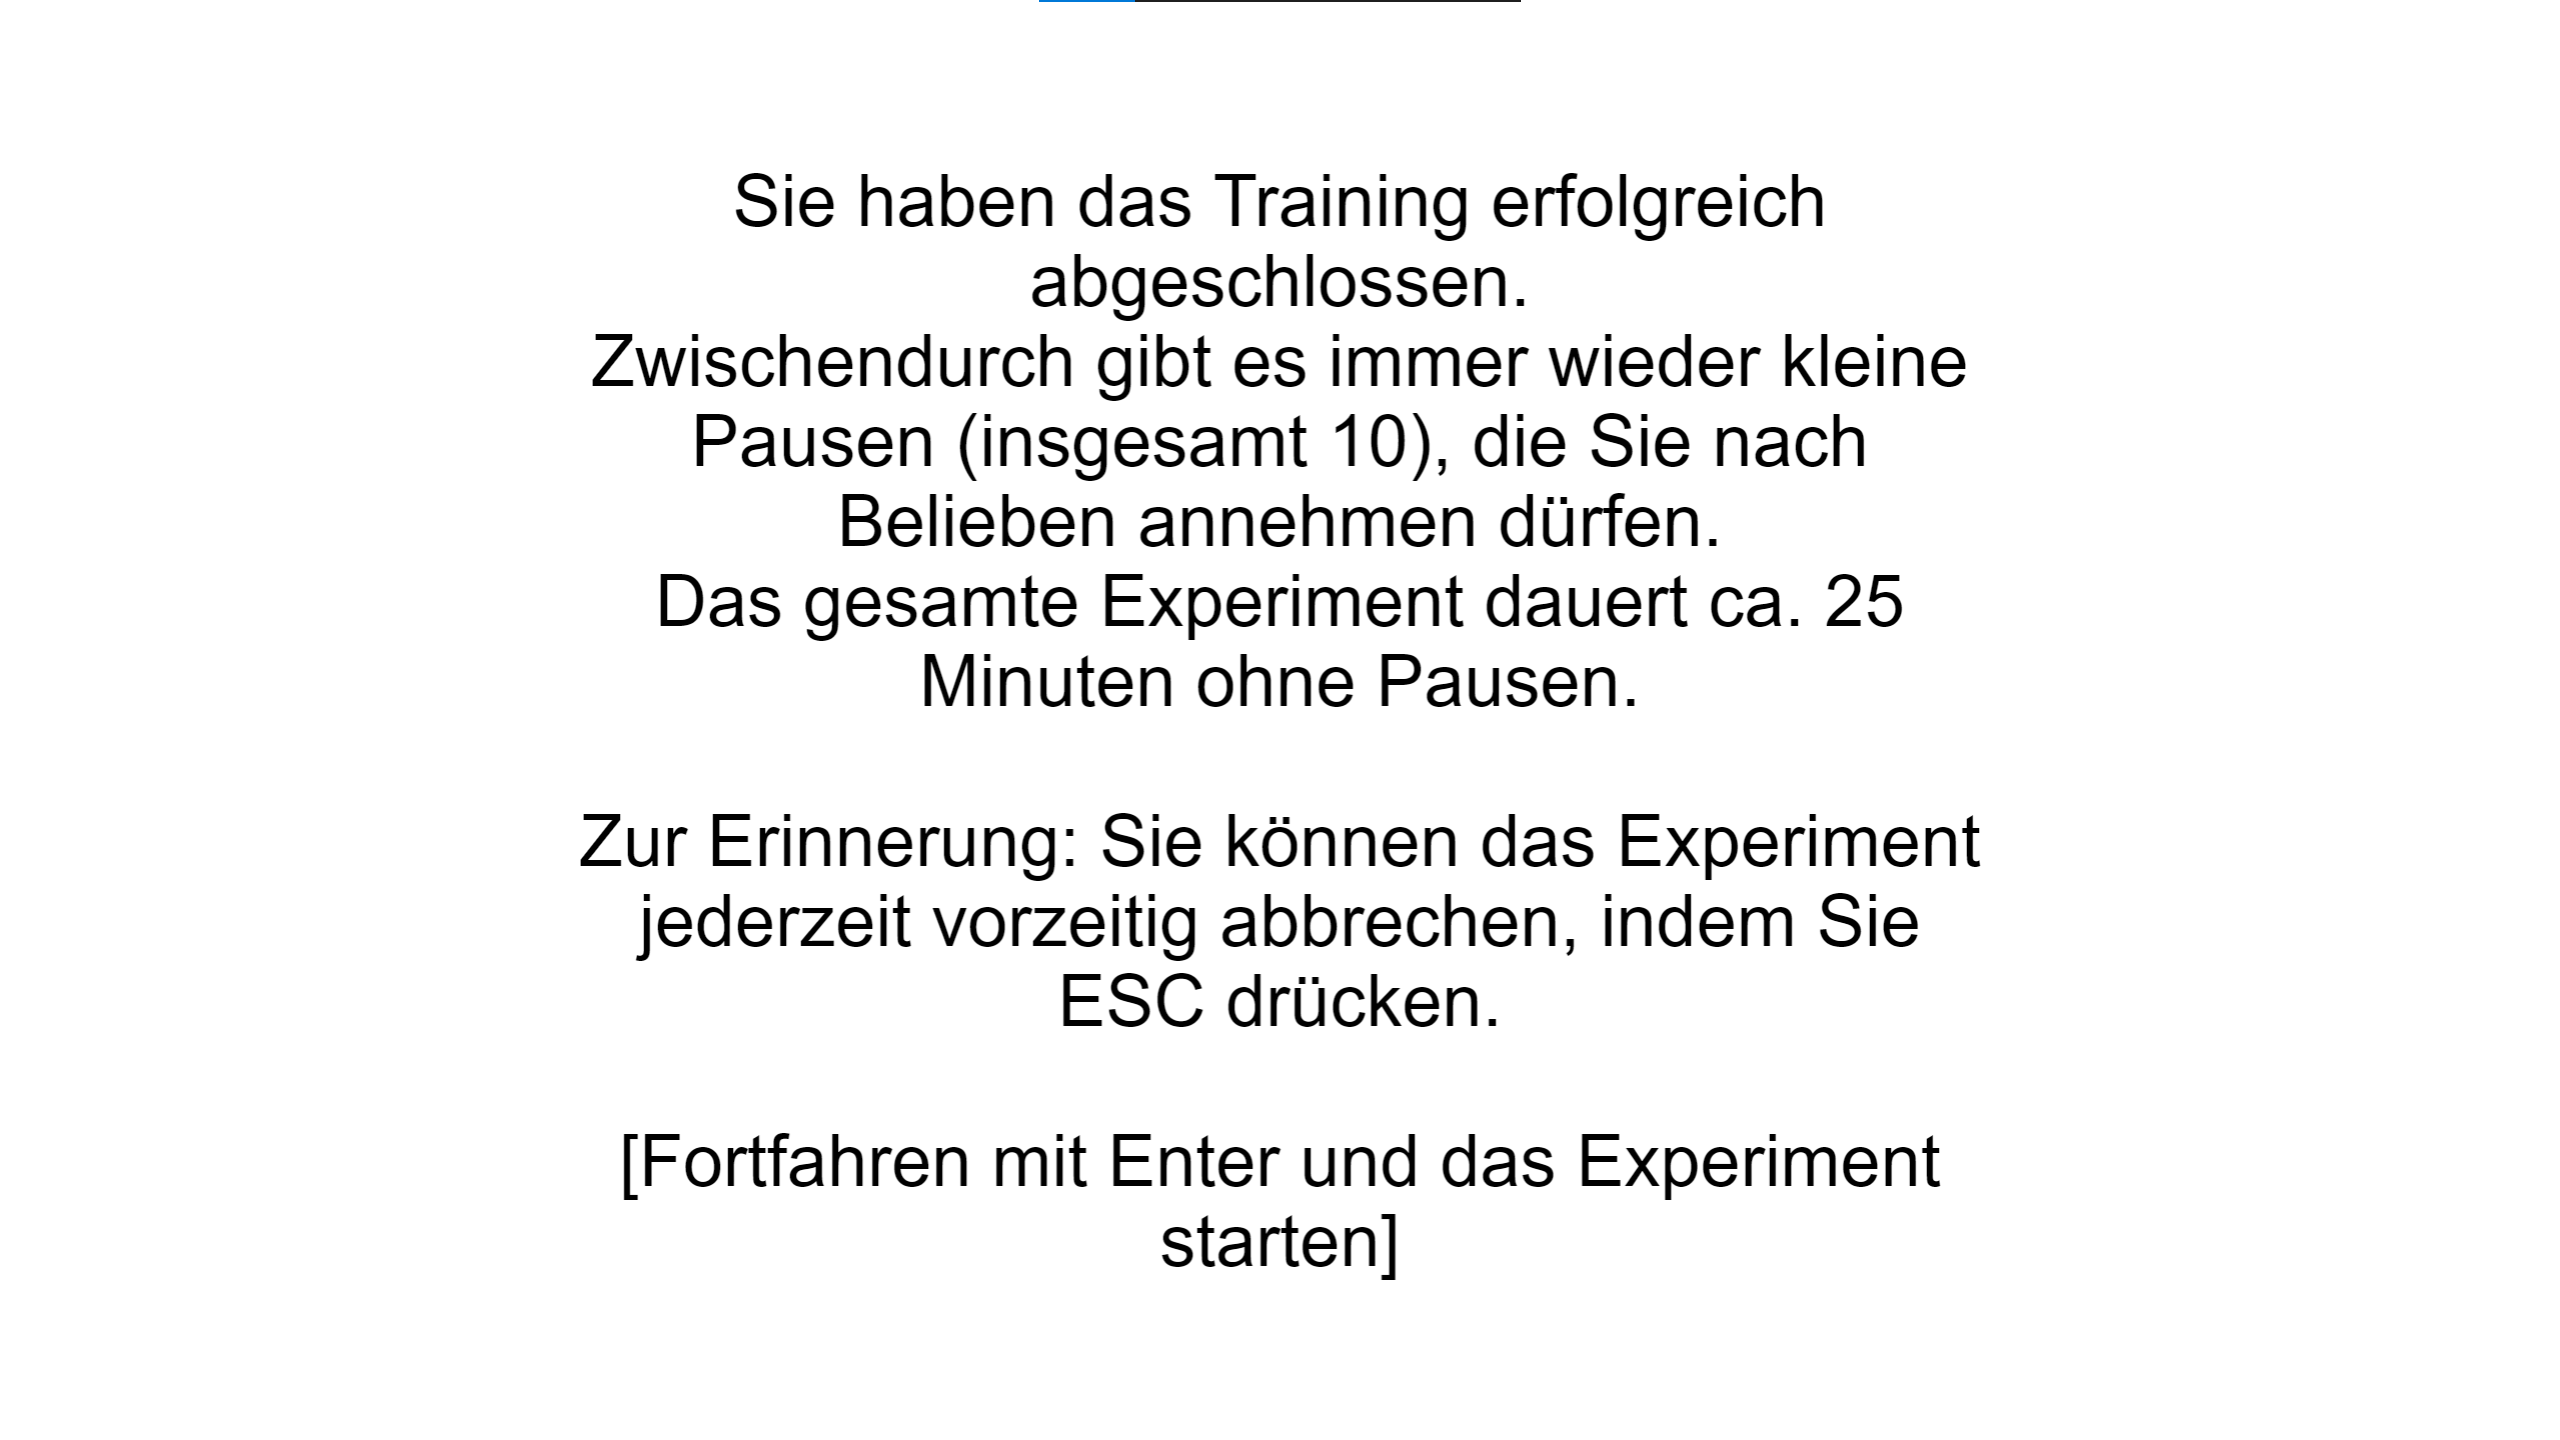 Sie haben das Training erfolgreich
abgeschlossen.
Zwischendurch gibt es immer wieder kleine
Pausen (insgesamt 10), die Sie nach
Belieben annehmen dürfen.
Das gesamte Experiment dauert ca. 25
Minuten ohne Pausen.
Zur Erinnerung: Sie können das Experiment
jederzeit vorzeitig abbrechen, indem Sie
ESC drücken.
[Fortfahren mit Enter und das Experiment
starten]